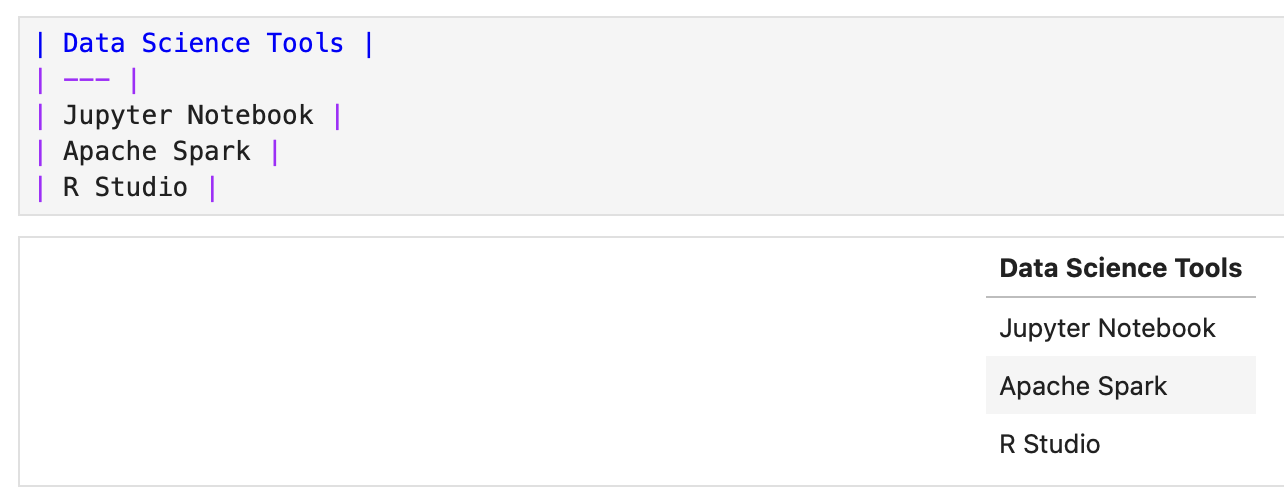 | Data Science Tools |
| --- |
| Jupyter Notebook |
| Apache Spark |
| R Studio |
Data Science Tools
Jupyter Notebook
Apache Spark
R Studio